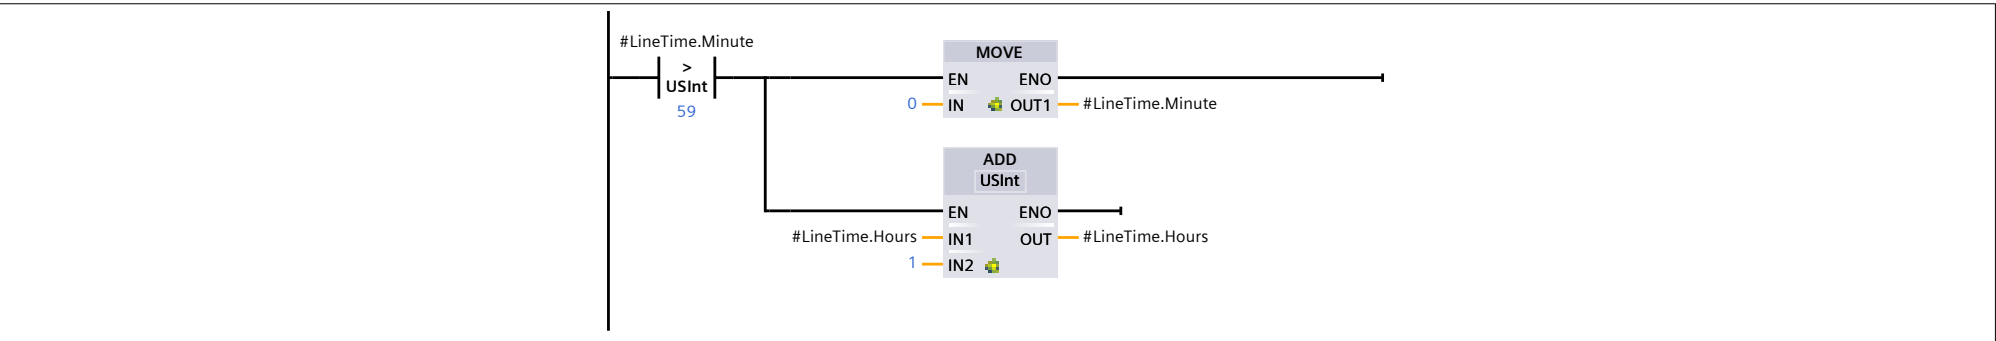 #LineTime.Minute
>
USInt
59
MOVE
EN ENO
0 IN OUT1 #LineTime.Minute
ADD
USInt
EN ENO
#LineTime.Hours IN1 OUT #LineTime.Hours
1 IN2